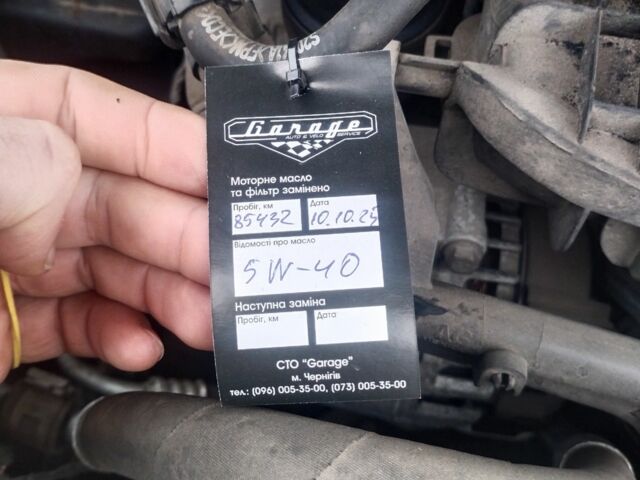 Garage
AUTO & VELO SERVICE
Моторне масло
та фільтр замінено
Пробіг, км Дата
85432 10.10.25
Відомості про масло
5W-40
Наступна заміна
Пробіг, км Дата
СТО "Garage"
м. Чернігів
тел.: (096) 005-35-00, (073) 005-35-00